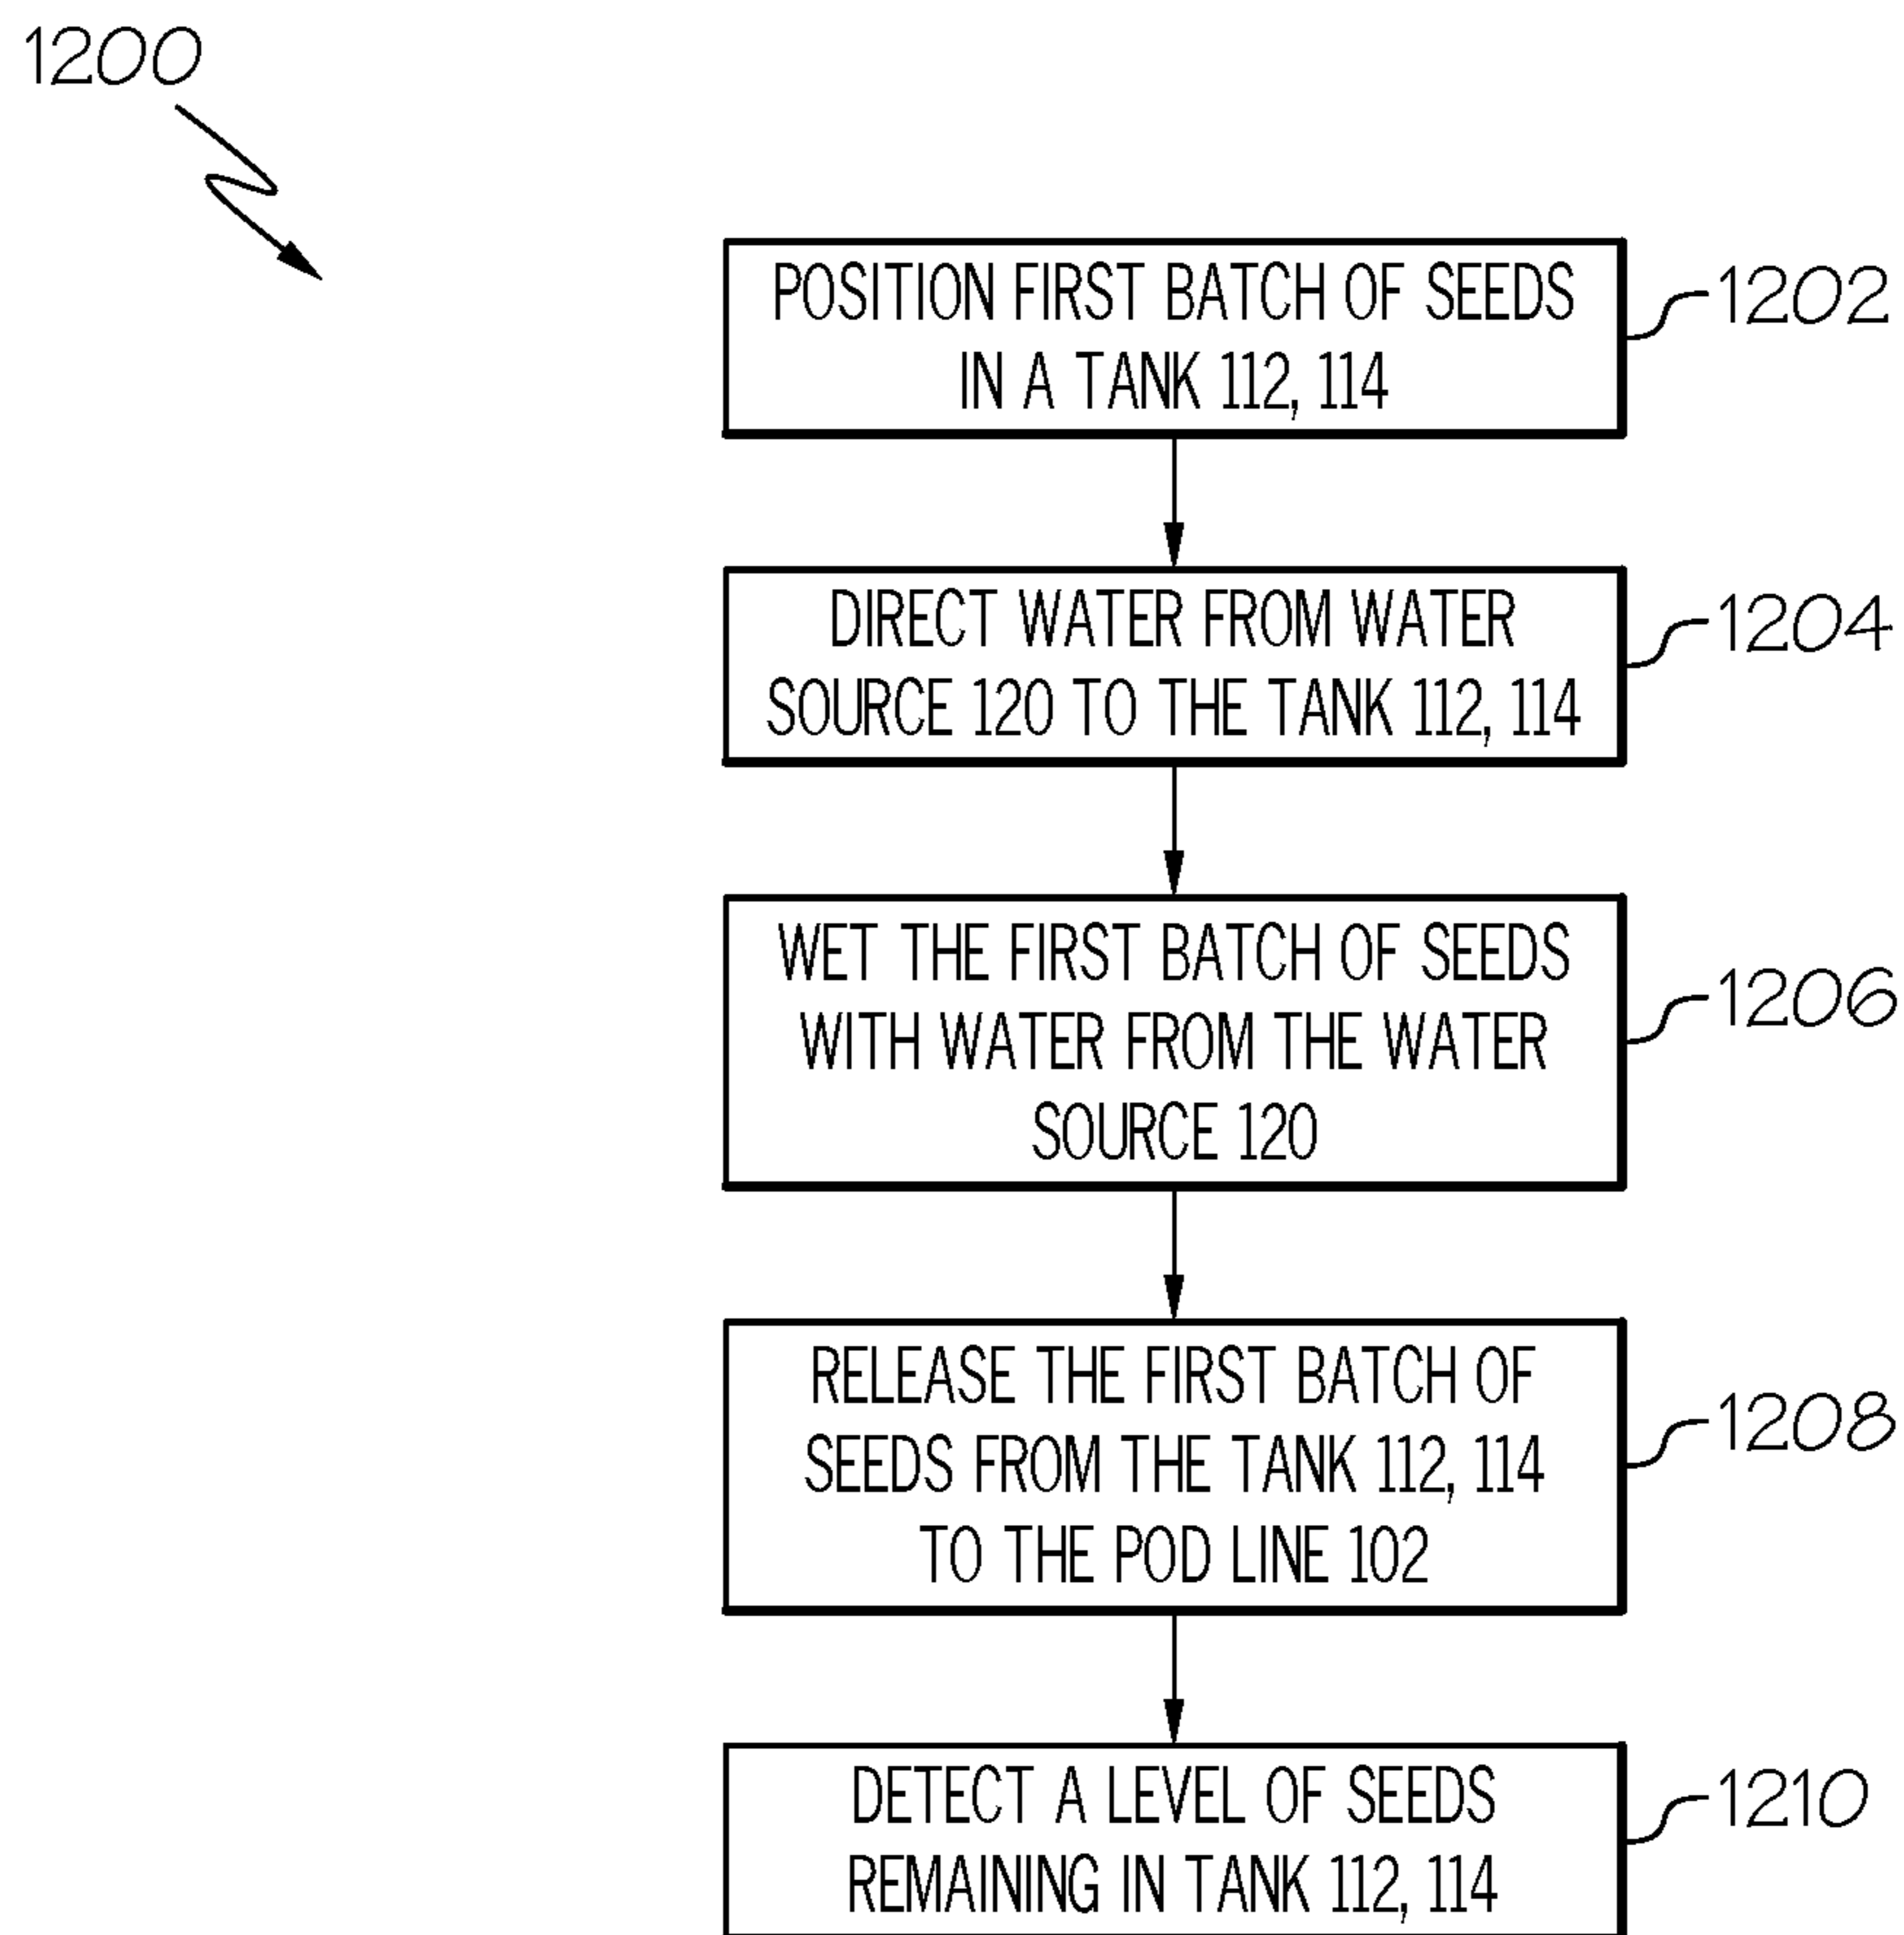 1200
POSITION FIRST BATCH OF SEEDS
IN A TANK 112, 114
1202
DIRECT WATER FROM WATER
SOURCE 120 TO THE TANK 112, 114
1204
WET THE FIRST BATCH OF SEEDS
WITH WATER FROM THE WATER
SOURCE 120
1206
RELEASE THE FIRST BATCH OF
SEEDS FROM THE TANK 112, 114
TO THE POD LINE 102
1208
DETECT A LEVEL OF SEEDS
REMAINING IN TANK 112, 114
1210